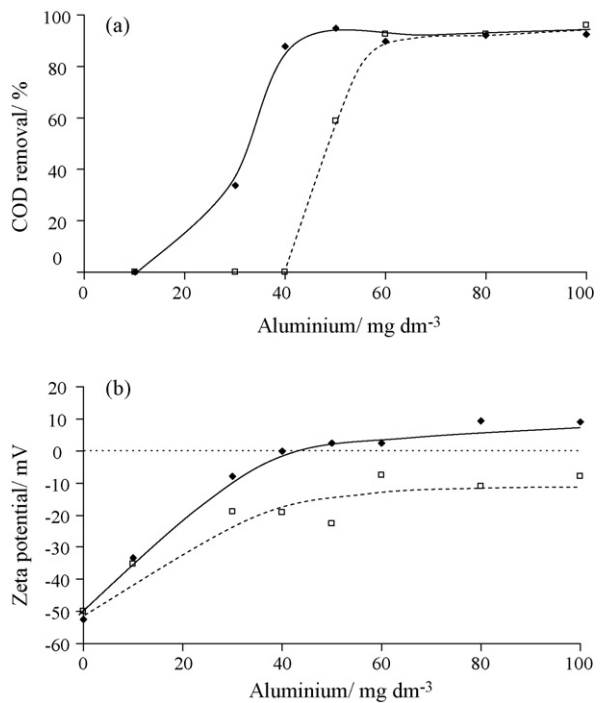 (a)
COD removal/ %
100
80
60
40
20
0
0 20 40 60 80 100
Aluminium/ mg dm-3
(b)
Zeta potential/ mV
20
10
0
-10
-20
-30
-40
-50
-60
0 20 40 60 80 100
Aluminium/ mg dm-3